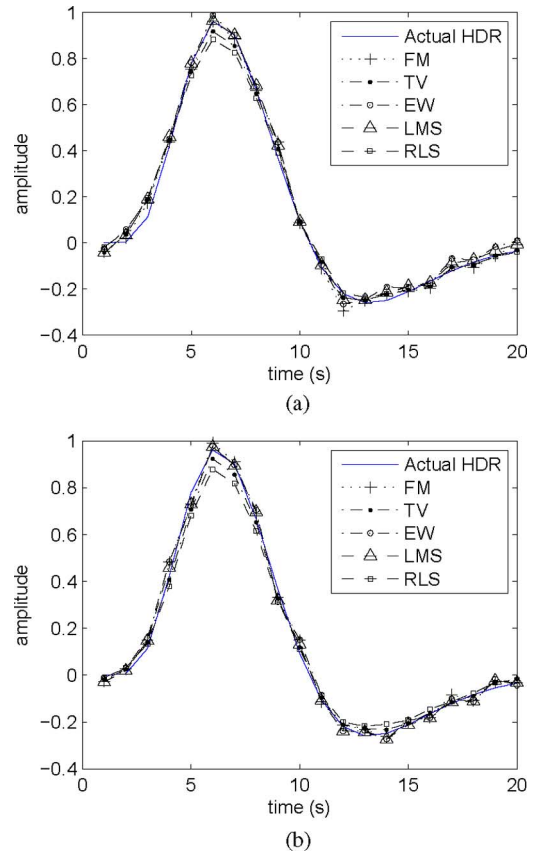 1
0.8
0.6
0.4
0.2
0
−0.2
−0.4
amplitude
Actual HDR
FM
TV
EW
LMS
RLS
0 5 10 15 20
time (s)
(a)
1
0.8
0.6
0.4
0.2
0
−0.2
−0.4
amplitude
Actual HDR
FM
TV
EW
LMS
RLS
0 5 10 15 20
time (s)
(b)